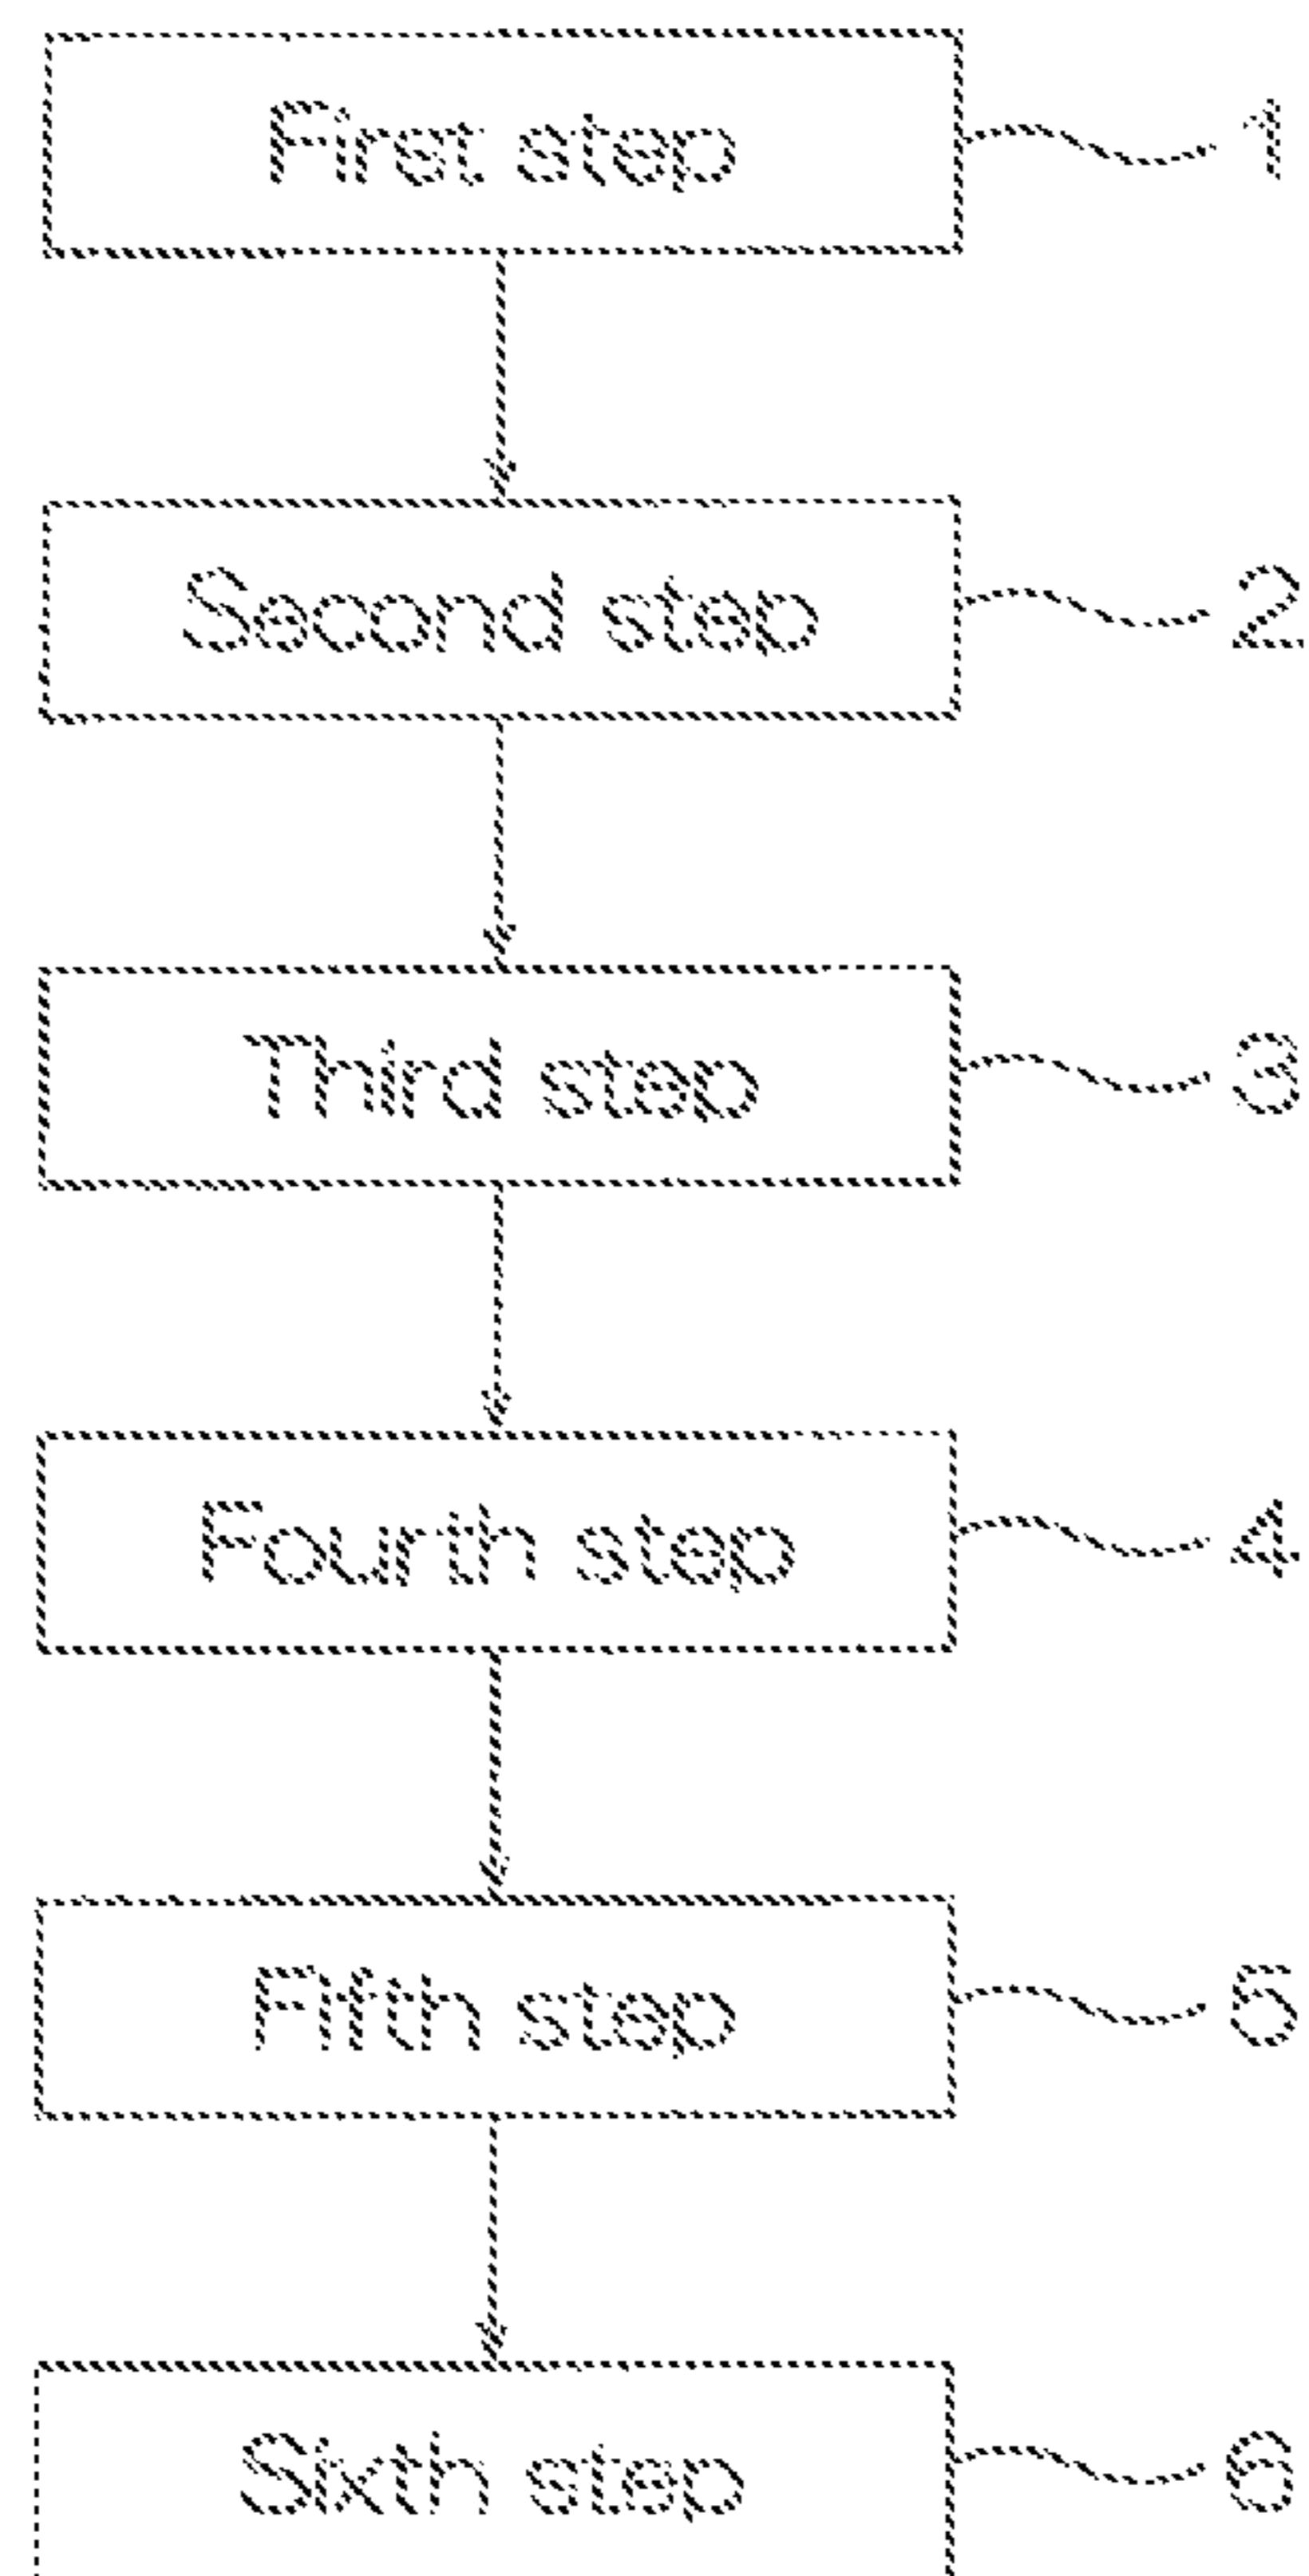 First step 1
Second step 2
Third step 3
Fourth step 4
Fifth step 5
Sixth step 6